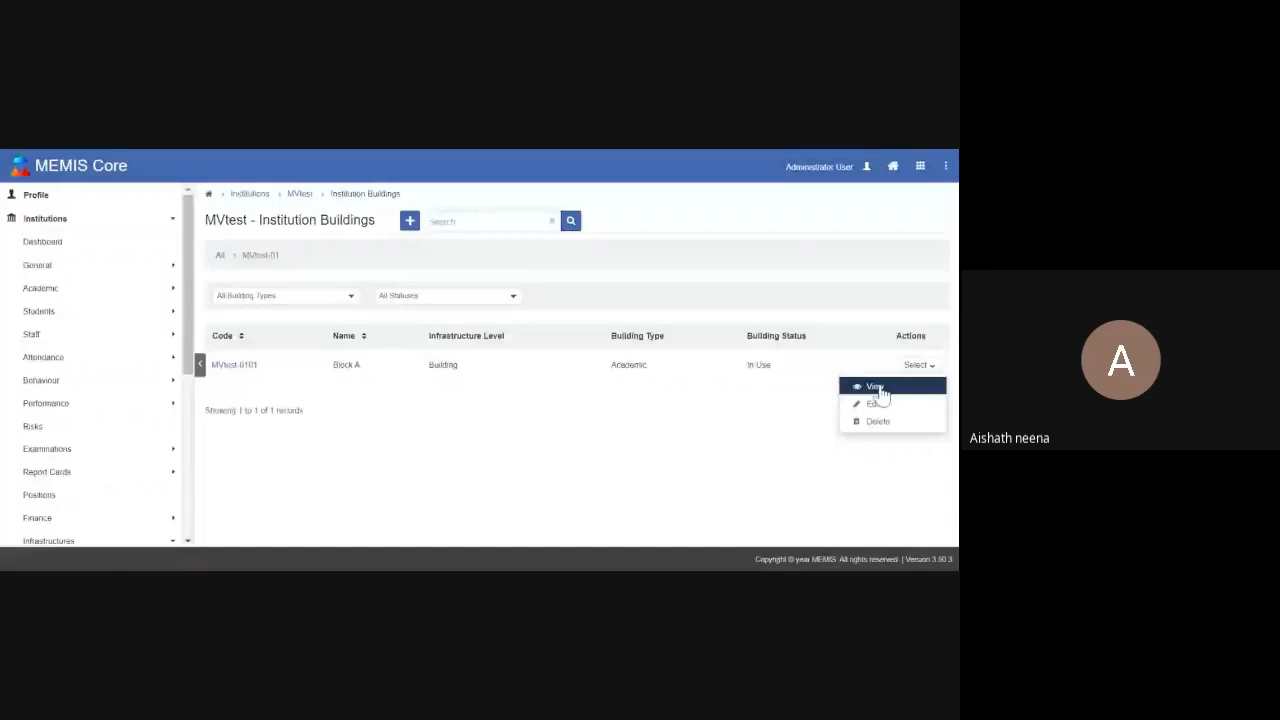 MEMIS Core
Administrator User
Profile
Institutions
Dashboard
General
Academic
Students
Staff
Attendance
Behaviour
Performance
Risks
Examinations
Report Cards
Positions
Finance
Infrastructures
Institutions > MVtest > Institution Buildings
MVtest - Institution Buildings
Search
All > MVtest-01
All Building Types
All Statuses
Code Name Infrastructure Level Building Type Building Status Actions
MVtest-0101 Block A Building Academic In Use Select
View
Delete
Showing 1 to 1 of 1 records
Copyright © year MEMIS. All rights reserved. | Version 3.50.3
A
Aishath neena